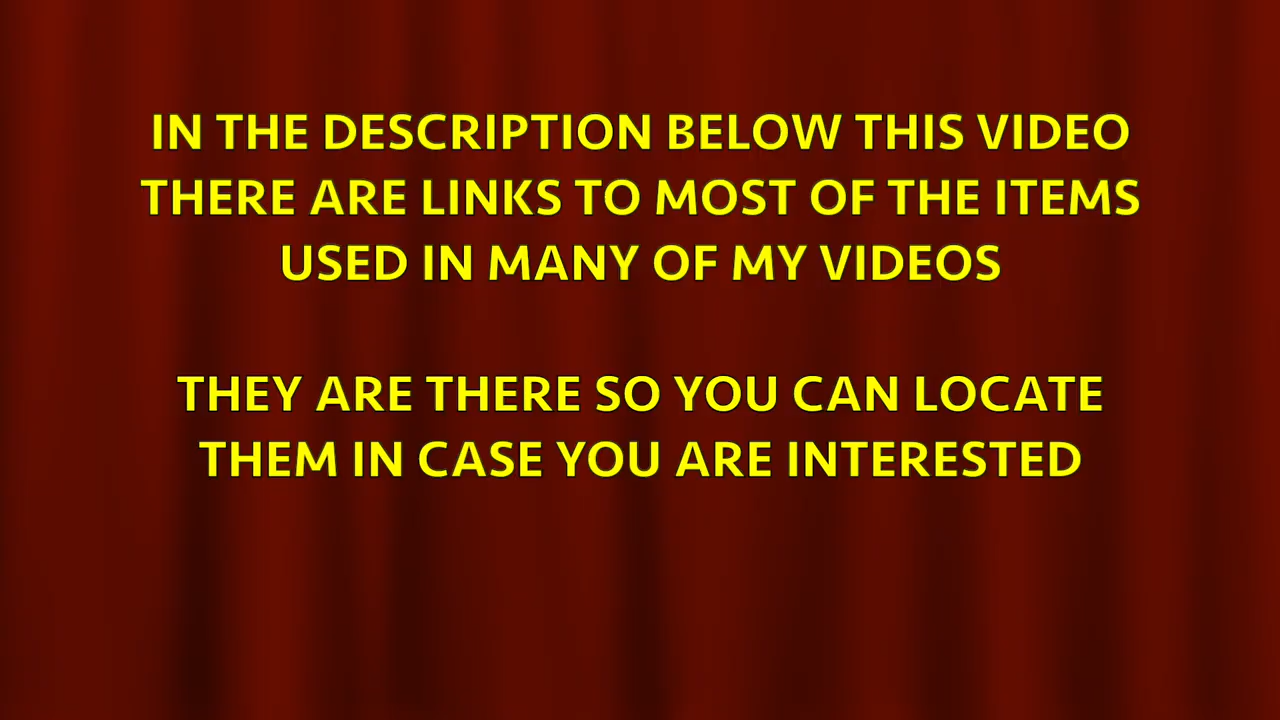 IN THE DESCRIPTION BELOW THIS VIDEO
THERE ARE LINKS TO MOST OF THE ITEMS
USED IN MANY OF MY VIDEOS
THEY ARE THERE SO YOU CAN LOCATE
THEM IN CASE YOU ARE INTERESTED